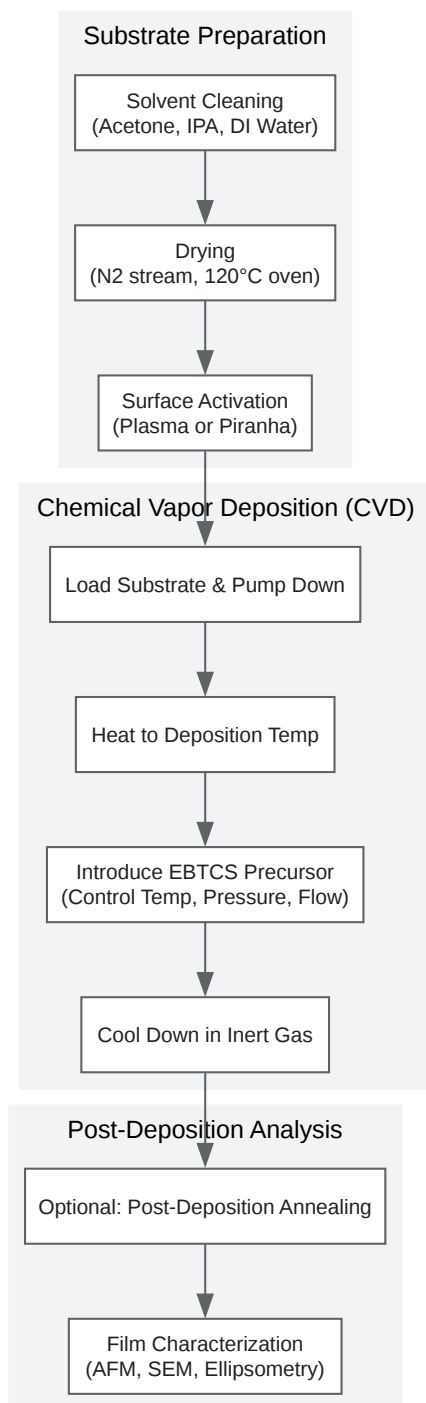 Substrate Preparation
Solvent Cleaning
(Acetone, IPA, DI Water)
Drying
(N2 stream, 120°C oven)
Surface Activation
(Plasma or Piranha)
Chemical Vapor Deposition (CVD)
Load Substrate & Pump Down
Heat to Deposition Temp
Introduce EBTCS Precursor
(Control Temp, Pressure, Flow)
Cool Down in Inert Gas
Post-Deposition Analysis
Optional: Post-Deposition Annealing
Film Characterization
(AFM, SEM, Ellipsometry)